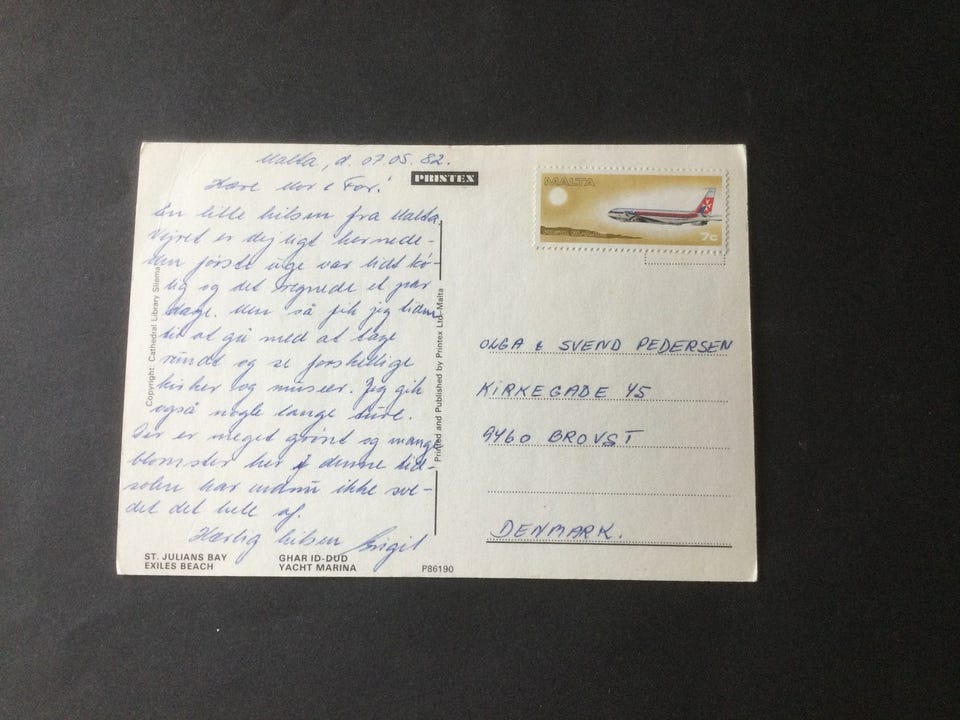 Malta, d. 07.05.82.
Kære Mor & Far!
En lille hilsen fra Malta.
Vejret er dejligt hernede -
den første uge var lidt kø-
lig og det regnede et par
dage. Men så fik jeg tiden
til at gå med at tage
rundt og se forskellige
kirker og museer. Jeg gik
også nogle lange ture.
Der er meget grønt og mange
blomster her i denne tid -
solen har endnu ikke sve-
det det hele af.
Kærlig hilsen Birgit
PRINTEX
Copyright: Cathedral Library Sliema
Printed and Published by Printex Ltd–Malta
ST. JULIANS BAY
EXILES BEACH
GHAR ID-DUD
YACHT MARINA
P86190
MALTA
7c
OLGA & SVEND PEDERSEN
KIRKEGADE 45
9460 BROVST
DENMARK.